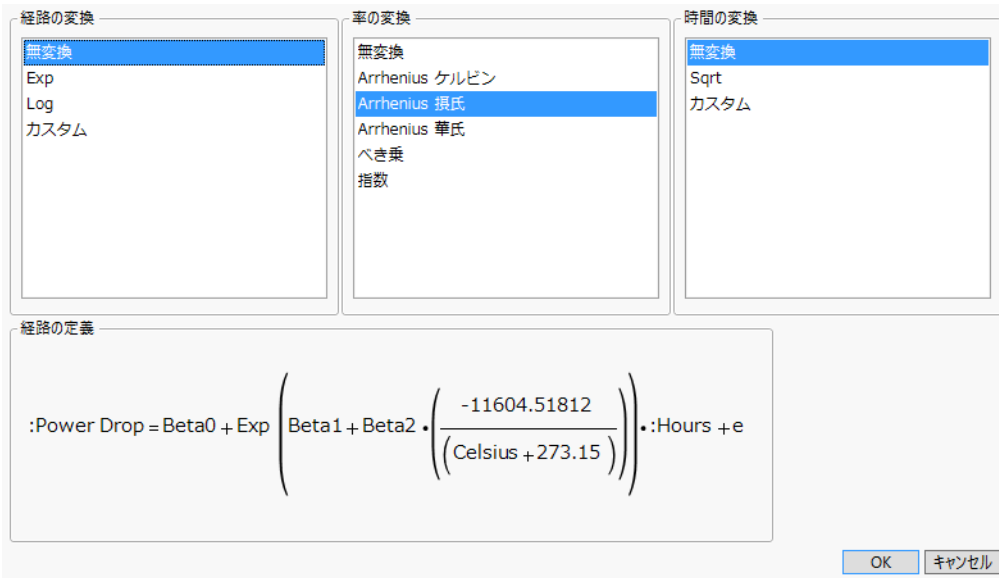 経路の変換
無変換
Exp
Log
カスタム
率の変換
無変換
Arrhenius ケルビン
Arrhenius 摂氏
Arrhenius 華氏
べき乗
指数
時間の変換
無変換
Sqrt
カスタム
経路の定義
:Power Drop = Beta0 + Exp ( Beta1 + Beta2 • ( -11604.51812 / ( Celsius + 273.15 ) ) ) • :Hours + e
OK
キャンセル